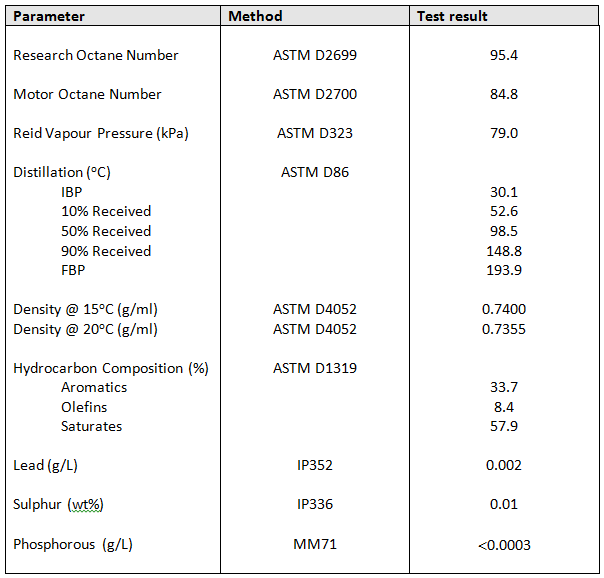 Parameter Method Test result
Research Octane Number ASTM D2699 95.4
Motor Octane Number ASTM D2700 84.8
Reid Vapour Pressure (kPa) ASTM D323 79.0
Distillation (°C) ASTM D86
IBP 30.1
10% Received 52.6
50% Received 98.5
90% Received 148.8
FBP 193.9
Density @ 15°C (g/ml) ASTM D4052 0.7400
Density @ 20°C (g/ml) ASTM D4052 0.7355
Hydrocarbon Composition (%) ASTM D1319
Aromatics 33.7
Olefins 8.4
Saturates 57.9
Lead (g/L) IP352 0.002
Sulphur (wt%) IP336 0.01
Phosphorous (g/L) MM71 <0.0003